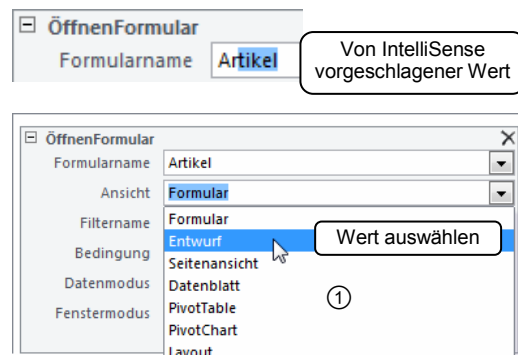 ÖffnenFormular
Formularname Artikel
Von IntelliSense
vorgeschlagener Wert
ÖffnenFormular
Formularname Artikel
Ansicht Formular
Filtername Formular
Entwurf
Wert auswählen
Bedingung
Seitenansicht
Datenmodus Datenblatt
①
Fenstermodus PivotTable
PivotChart
Layout